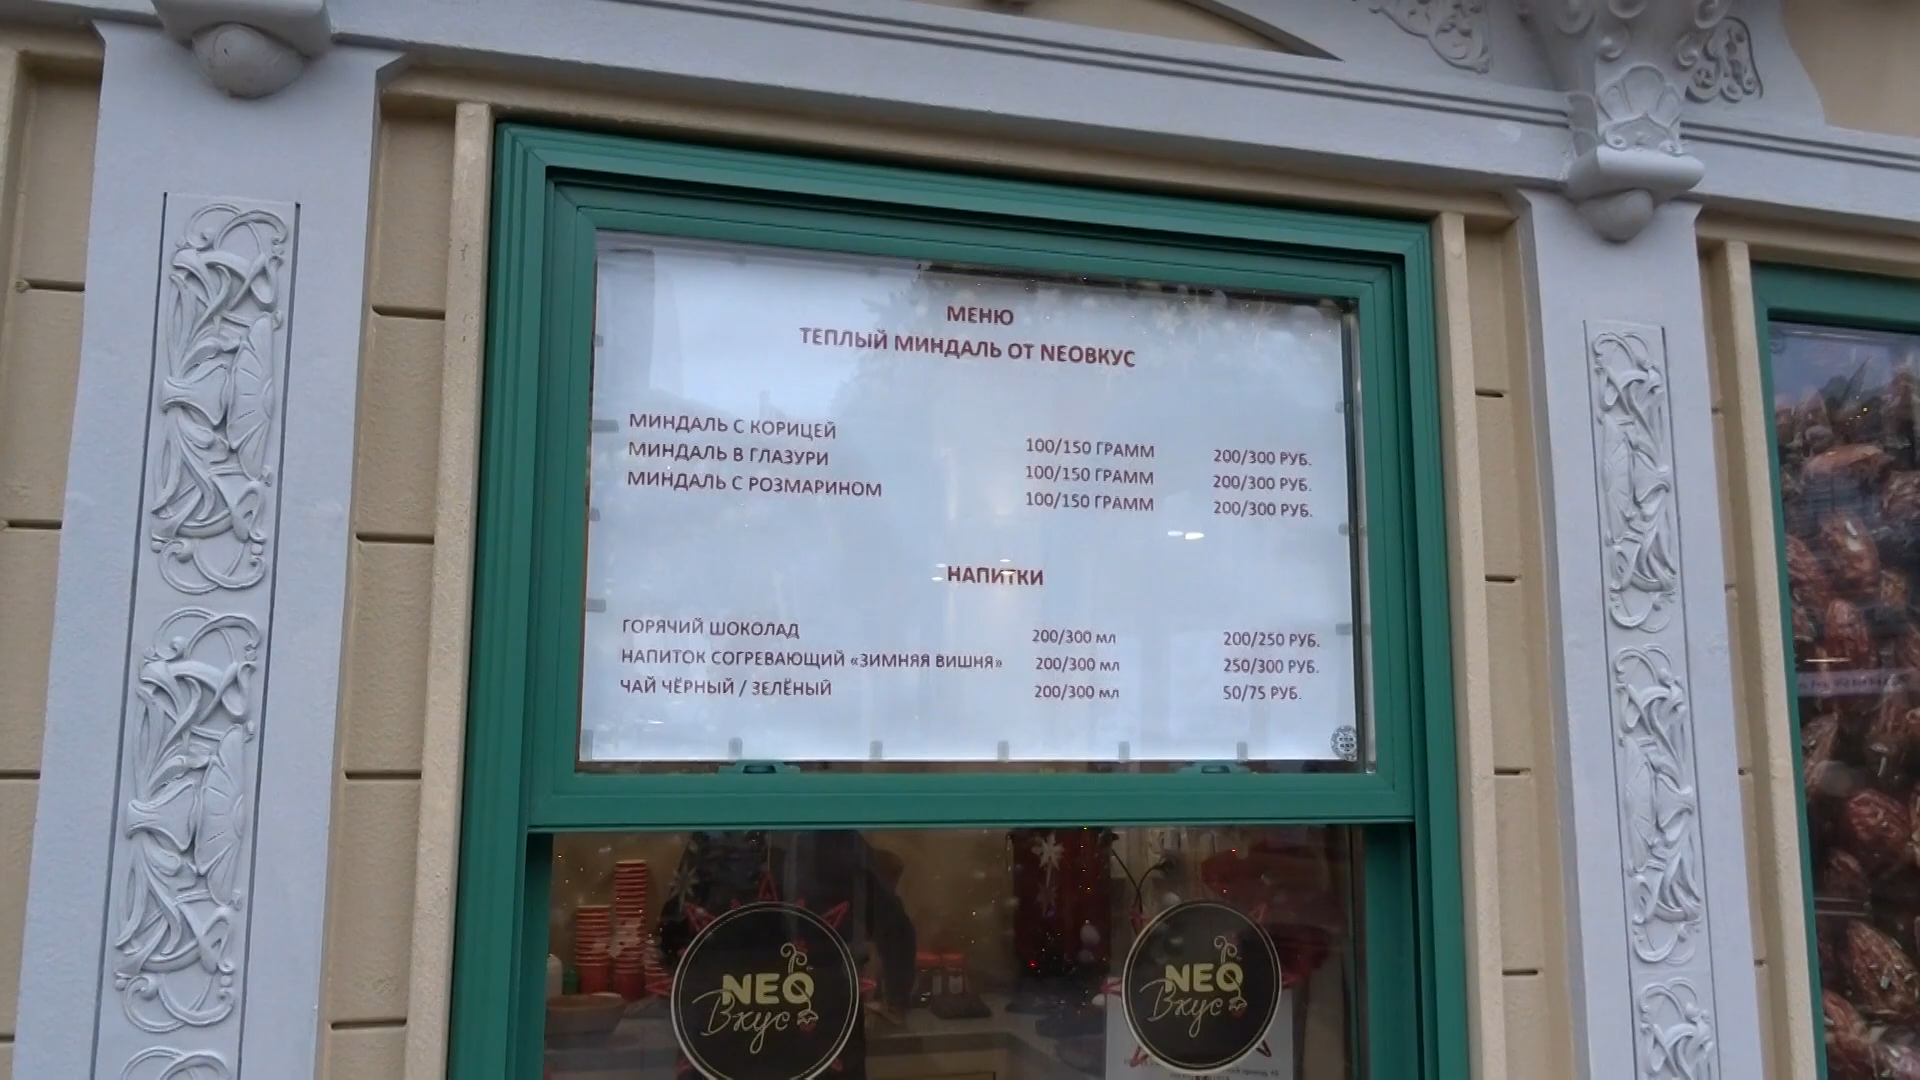 МЕНЮ
ТЕПЛЫЙ МИНДАЛЬ ОТ NEOВКУС
МИНДАЛЬ С КОРИЦЕЙ 100/150 ГРАММ 200/300 РУБ.
МИНДАЛЬ В ГЛАЗУРИ 100/150 ГРАММ 200/300 РУБ.
МИНДАЛЬ С РОЗМАРИНОМ 100/150 ГРАММ 200/300 РУБ.
НАПИТКИ
ГОРЯЧИЙ ШОКОЛАД 200/300 мл 200/250 РУБ.
НАПИТОК СОГРЕВАЮЩИЙ «ЗИМНЯЯ ВИШНЯ» 200/300 мл 250/300 РУБ.
ЧАЙ ЧЁРНЫЙ / ЗЕЛЁНЫЙ 200/300 мл 50/75 РУБ.
NEO
Вкус
NEO
Вкус